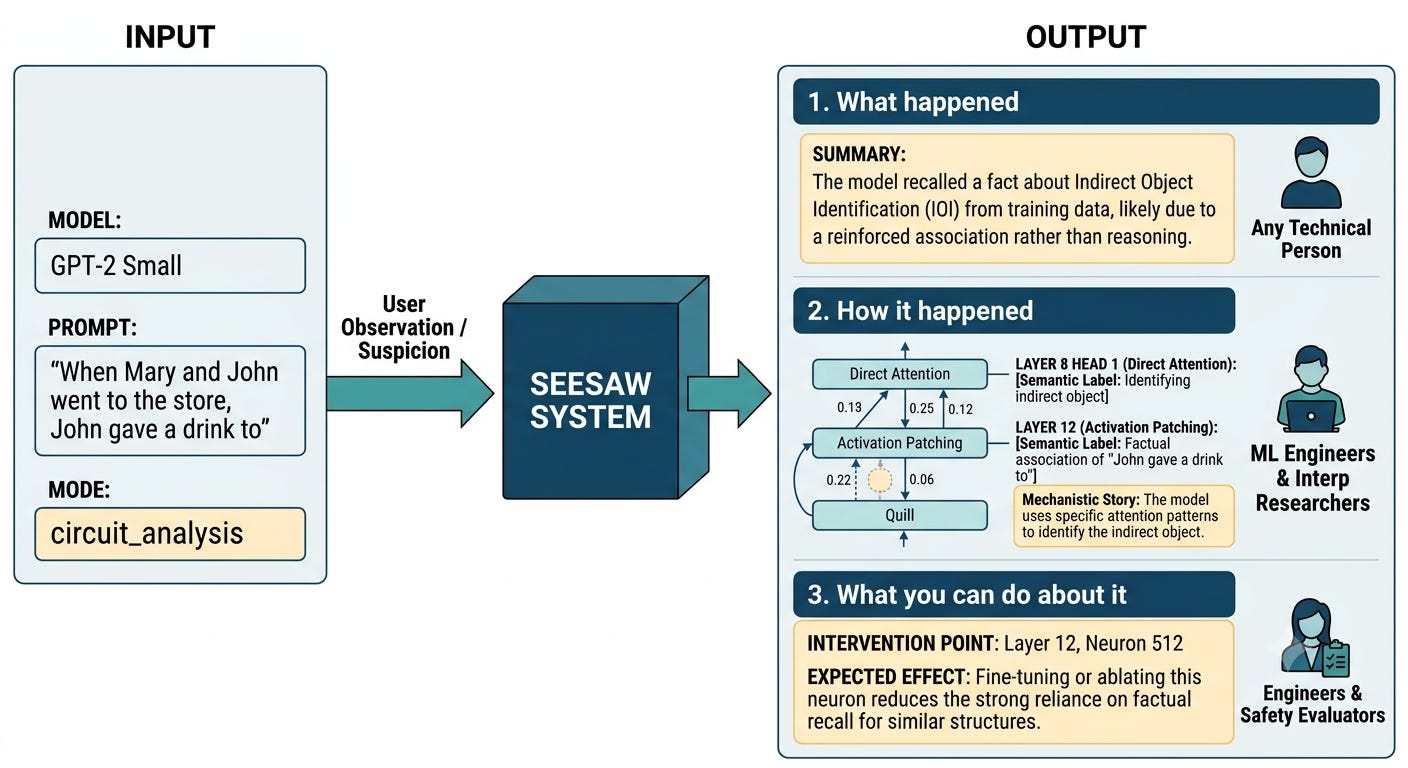 INPUT
MODEL:
GPT-2 Small
PROMPT:
“When Mary and John
went to the store,
John gave a drink to”
MODE:
circuit_analysis
User
Observation /
Suspicion
SEESAW
SYSTEM
OUTPUT
1. What happened
SUMMARY:
The model recalled a fact about Indirect Object
Identification (IOI) from training data, likely due to
a reinforced association rather than reasoning.
Any Technical
Person
2. How it happened
Direct Attention
0.13
0.25
0.12
Activation Patching
0.22
0.06
Quill
LAYER 8 HEAD 1 (Direct Attention):
[Semantic Label: Identifying
indirect object]
LAYER 12 (Activation Patching):
[Semantic Label: Factual
association of "John gave a drink
to"]
Mechanistic Story: The model
uses specific attention patterns
to identify the indirect object.
ML Engineers
& Interp
Researchers
3. What you can do about it
INTERVENTION POINT: Layer 12, Neuron 512
EXPECTED EFFECT: Fine-tuning or ablating this
neuron reduces the strong reliance on factual
recall for similar structures.
Engineers &
Safety Evaluators